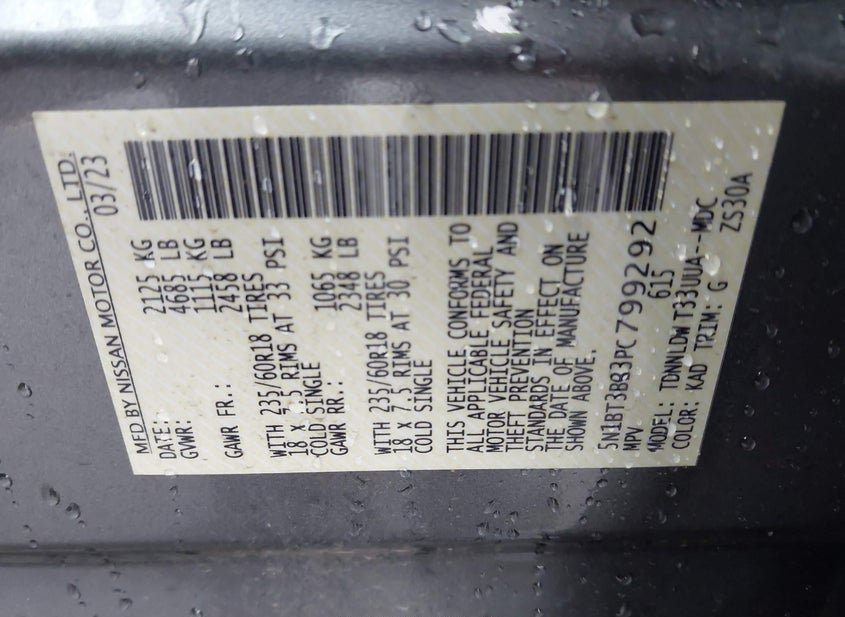 MFD BY NISSAN MOTOR CO., LTD.
DATE: 03/23
GVWR: 2125 KG
4685 LB
GAWR FR.: 1115 KG
2458 LB
WITH 235/60R18 TIRES
18 X 7.5 RIMS AT 33 PSI
COLD SINGLE
GAWR RR.: 1065 KG
2348 LB
WITH 235/60R18 TIRES
18 X 7.5 RIMS AT 30 PSI
COLD SINGLE
THIS VEHICLE CONFORMS TO
ALL APPLICABLE FEDERAL
MOTOR VEHICLE SAFETY AND
THEFT PREVENTION
STANDARDS IN EFFECT ON
THE DATE OF MANUFACTURE
SHOWN ABOVE.
5N1BT3BB3PC799292
MPV 615
MODEL: TDNNLDWT33UUA--MDC
COLOR: KAD TRIM: G ZS30A